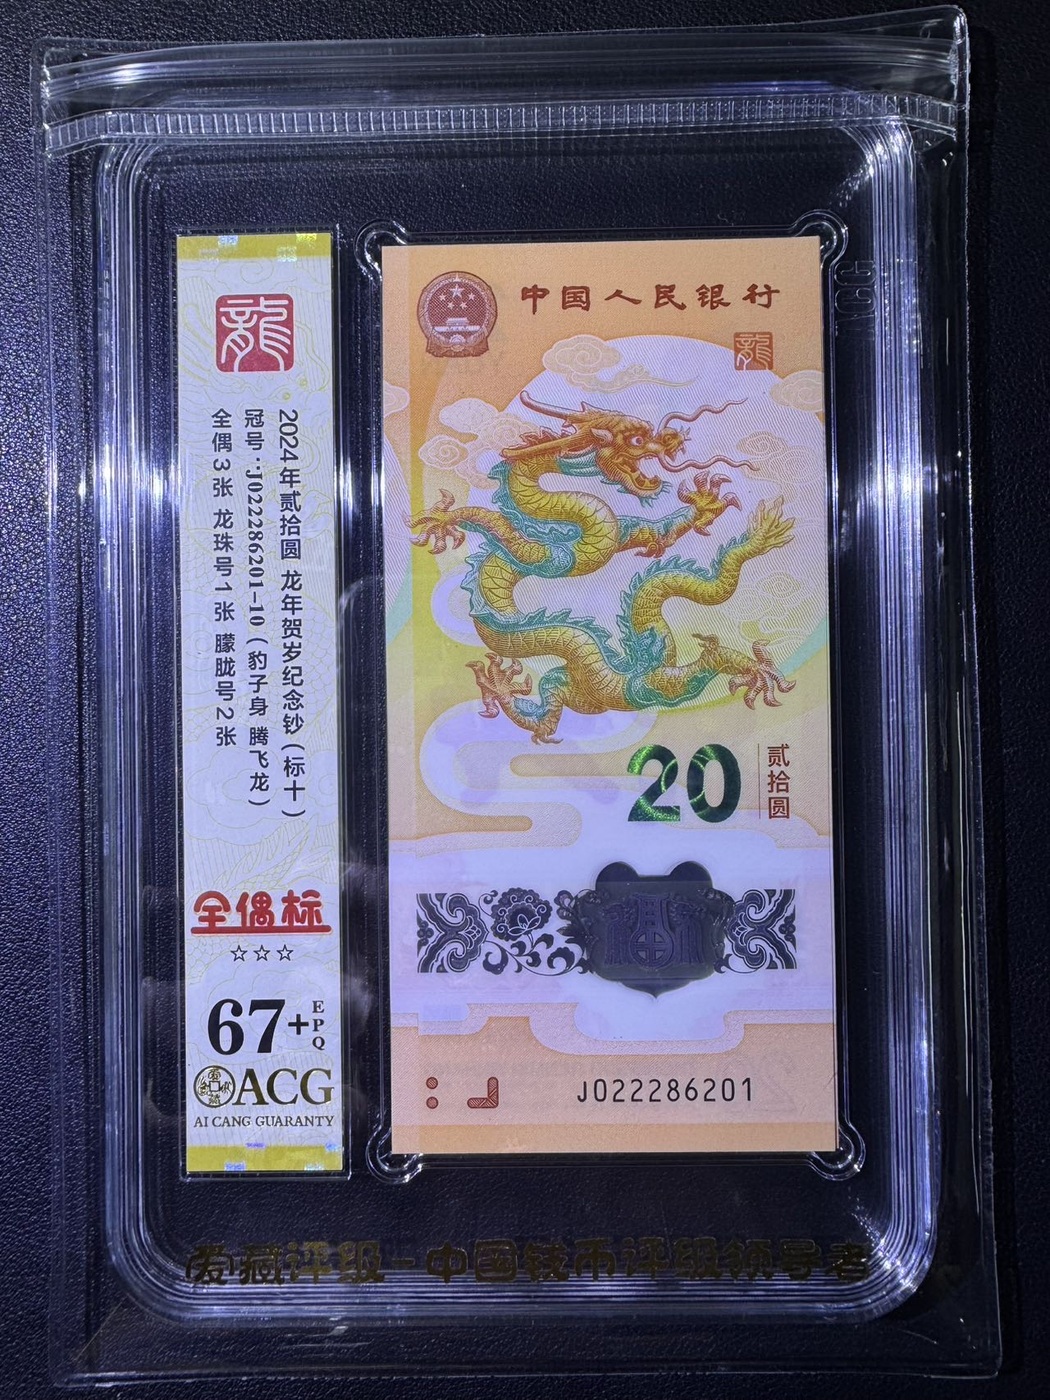 龍
2024年贰拾圆 龙年贺岁纪念钞(标十)
冠号:J022286201-10(豹子身 腾飞龙)
全偶3张 龙珠号1张 朦胧号2张
全偶标
☆☆☆
67+EPQ
ACG
AI CANG GUARANTY
中国人民银行
龍
20
贰拾圆
J022286201
爱藏评级-中国钱币评级领导者